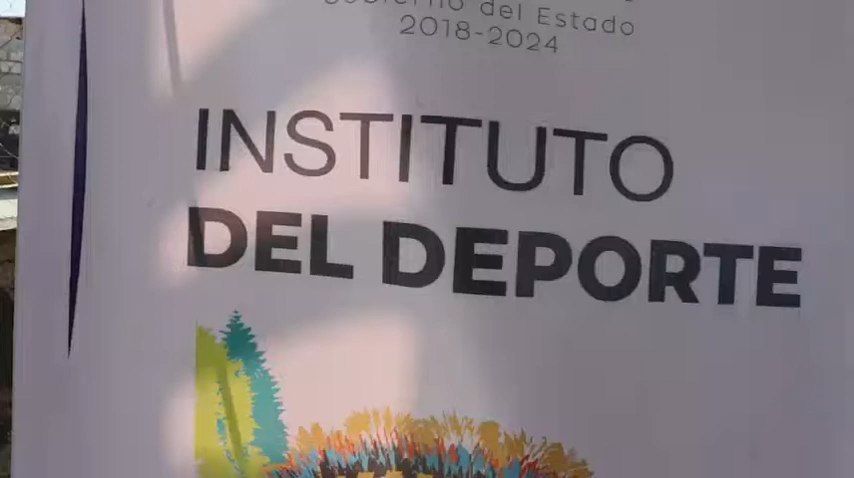 Gobierno del Estado
2018-2024
INSTITUTO
DEL DEPORTE